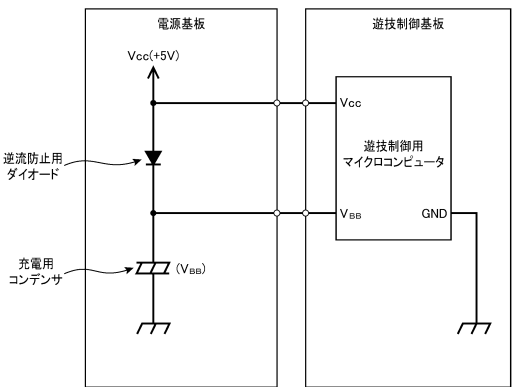 電源基板
遊技制御基板
Vcc(+5V)
Vcc
遊技制御用
マイクロコンピュータ
逆流防止用
ダイオード
VBB
GND
充電用
コンデンサ
(VBB)